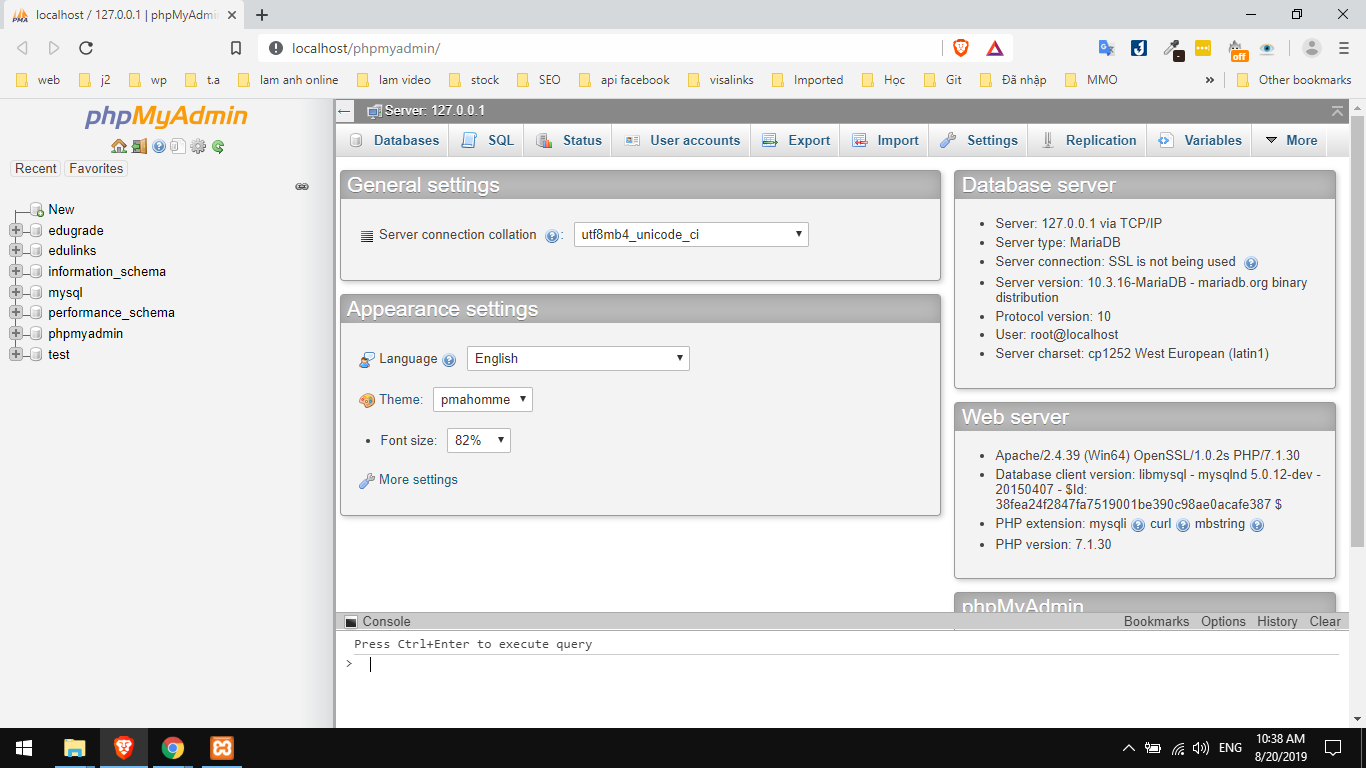 localhost / 127.0.0.1 | phpMyAdmi
localhost/phpmyadmin/
off
web j2 wp t.a lam anh online lam video stock SEO api facebook visalinks Imported Học Git Đã nhập MMO » Other bookmarks
phpMyAdmin
Recent Favorites
New
edugrade
edulinks
information_schema
mysql
performance_schema
phpmyadmin
test
Server: 127.0.0.1
Databases SQL Status User accounts Export Import Settings Replication Variables More
General settings
Server connection collation : utf8mb4_unicode_ci
Appearance settings
Language English
Theme: pmahomme
• Font size: 82%
More settings
Database server
• Server: 127.0.0.1 via TCP/IP
• Server type: MariaDB
• Server connection: SSL is not being used
• Server version: 10.3.16-MariaDB - mariadb.org binary
distribution
• Protocol version: 10
• User: root@localhost
• Server charset: cp1252 West European (latin1)
Web server
• Apache/2.4.39 (Win64) OpenSSL/1.0.2s PHP/7.1.30
• Database client version: libmysql - mysqlnd 5.0.12-dev -
20150407 - $Id:
38fea24f2847fa7519001be390c98ae0acafe387 $
• PHP extension: mysqli curl mbstring
• PHP version: 7.1.30
phpMyAdmin
Console Bookmarks Options History Clear
Press Ctrl+Enter to execute query
>
ENG
10:38 AM
8/20/2019